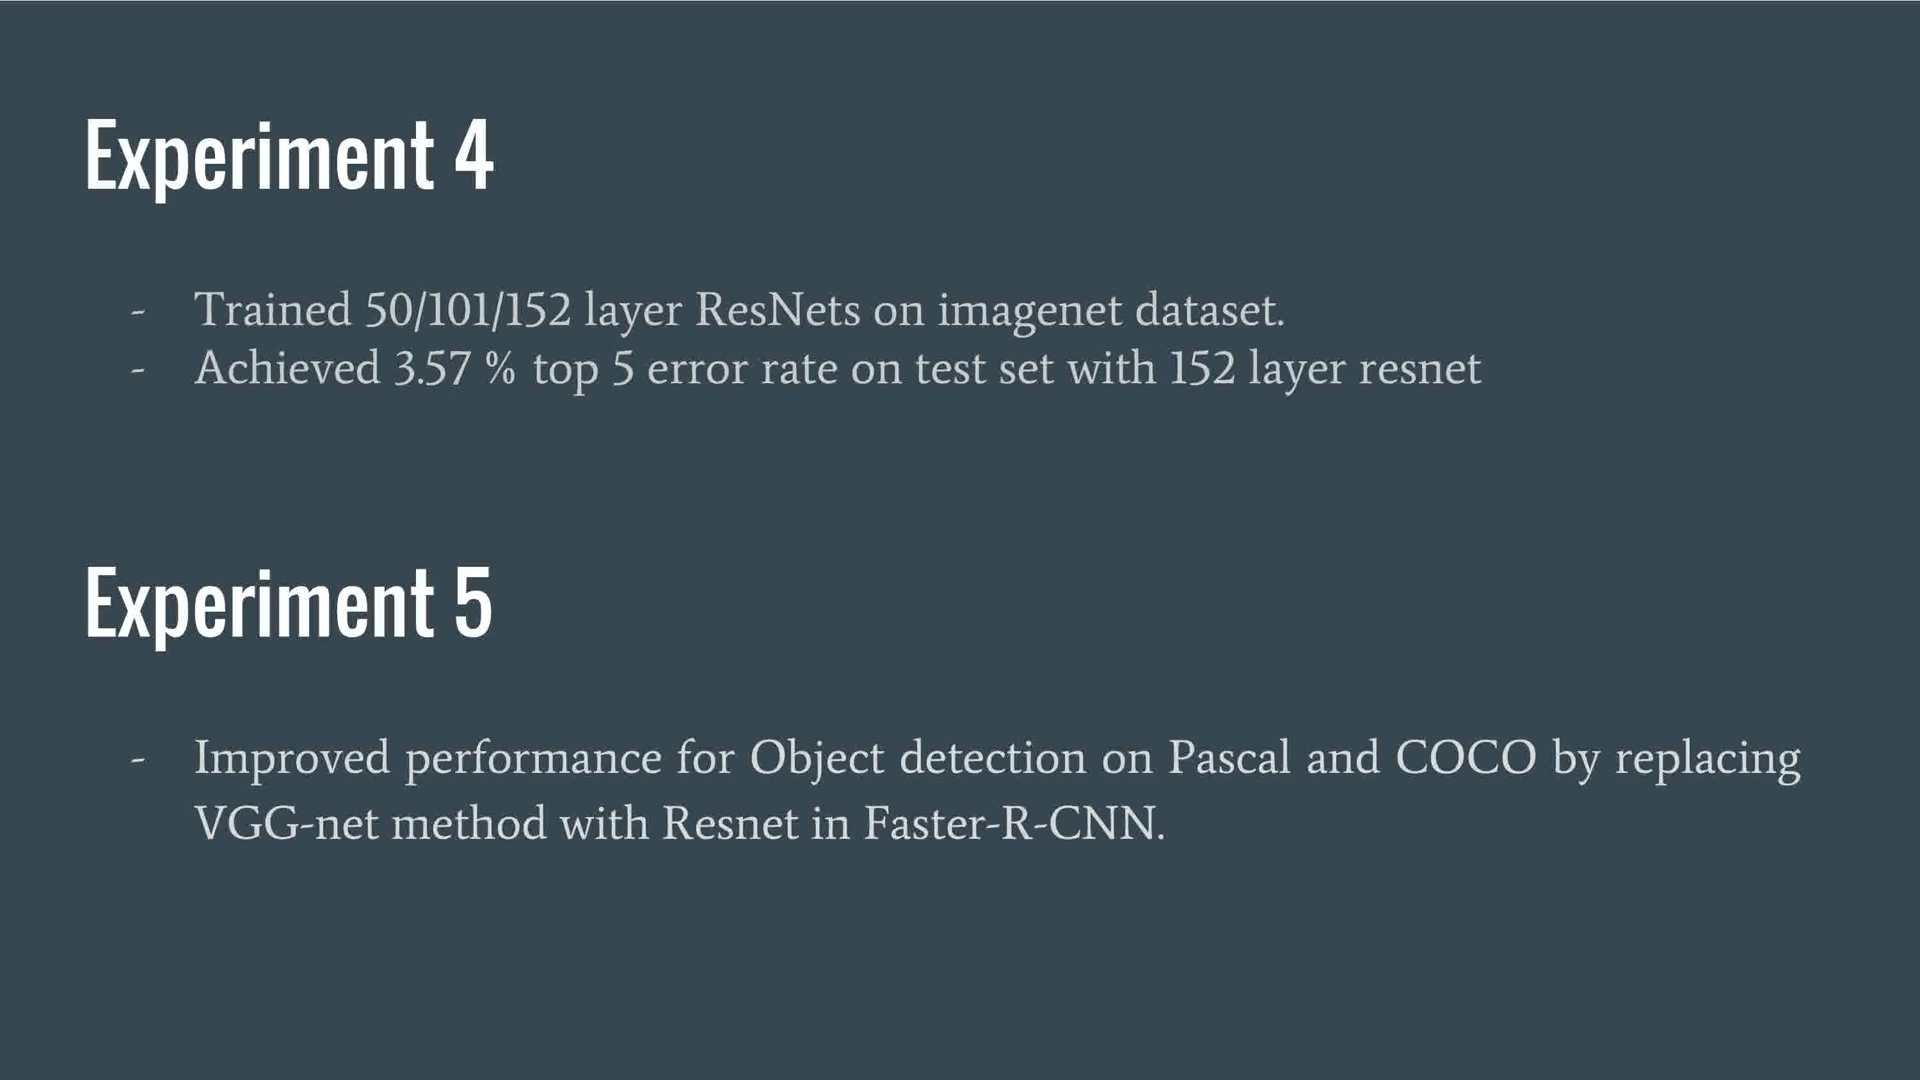 Experiment 4
- Trained 50/101/152 layer ResNets on imagenet dataset.
- Achieved 3.57 % top 5 error rate on test set with 152 layer resnet
Experiment 5
- Improved performance for Object detection on Pascal and COCO by replacing
VGG-net method with Resnet in Faster-R-CNN.